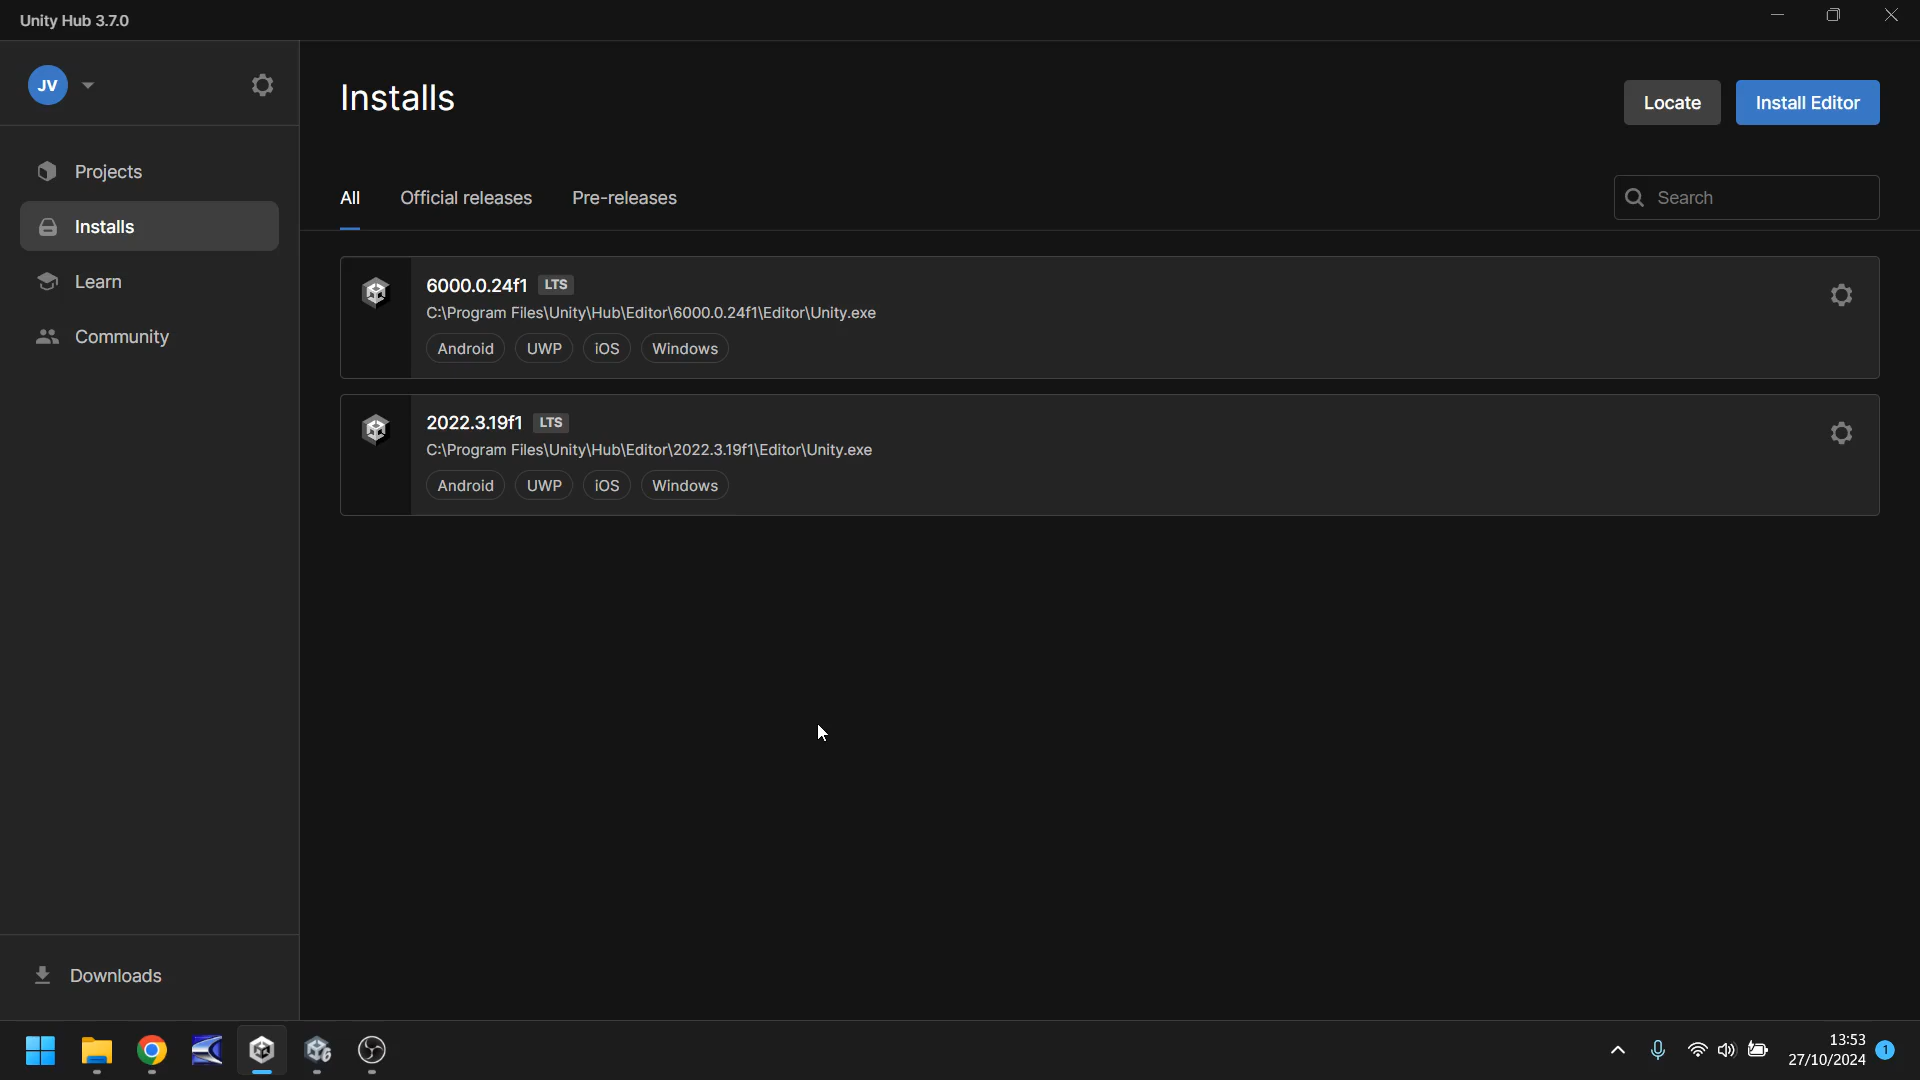 Unity Hub 3.7.0
JV
Projects
Installs
Learn
Community
Downloads
Installs
Locate
Install Editor
All
Official releases
Pre-releases
Search
6000.0.24f1 LTS
C:\Program Files\Unity\Hub\Editor\6000.0.24f1\Editor\Unity.exe
Android UWP iOS Windows
2022.3.19f1 LTS
C:\Program Files\Unity\Hub\Editor\2022.3.19f1\Editor\Unity.exe
Android UWP iOS Windows
6
13:53
27/10/2024
1